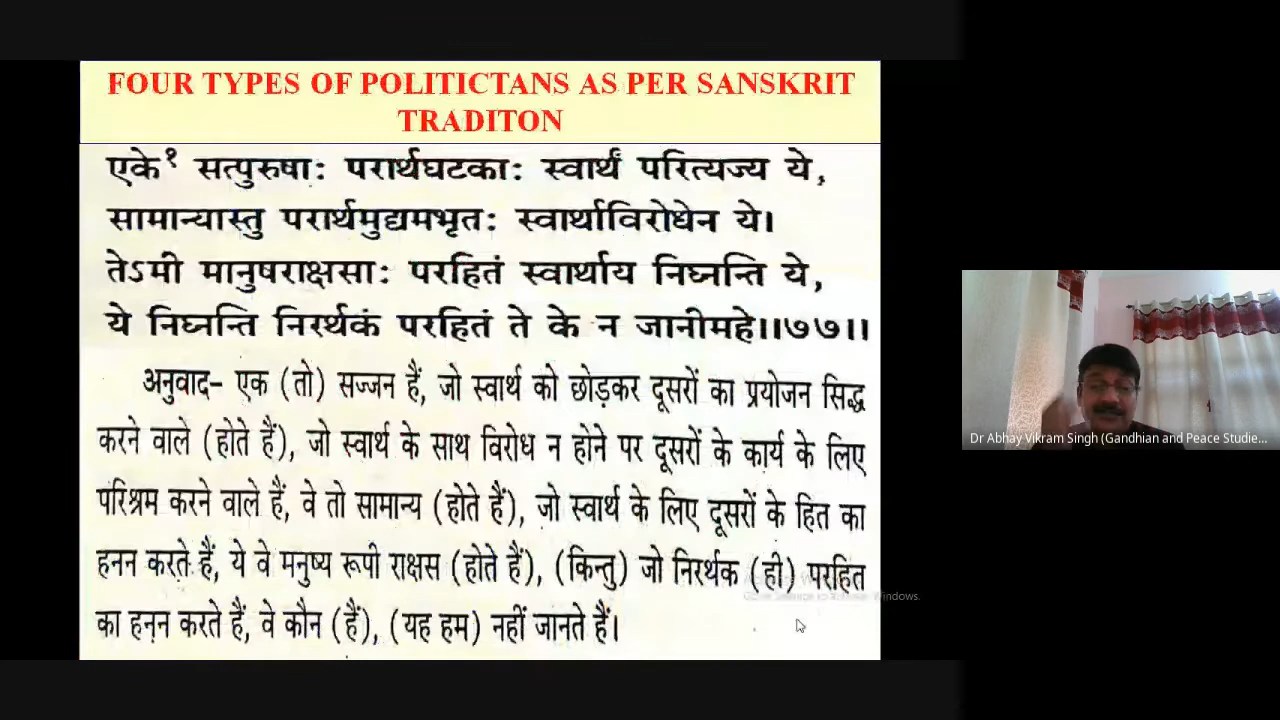 FOUR TYPES OF POLITICTANS AS PER SANSKRIT
TRADITON
एके१ सत्पुरुषाः परार्थघटकाः स्वार्थं परित्यज्य ये,
सामान्यास्तु परार्थमुद्यमभृतः स्वार्थाविरोधेन ये।
तेऽमी मानुषराक्षसाः परहितं स्वार्थाय निघ्नन्ति ये,
ये निघ्नन्ति निरर्थकं परहितं ते के न जानीमहे।।७७।।
अनुवाद– एक (तो) सज्जन हैं, जो स्वार्थ को छोड़कर दूसरों का प्रयोजन सिद्ध
करने वाले (होते हैं), जो स्वार्थ के साथ विरोध न होने पर दूसरों के कार्य के लिए
परिश्रम करने वाले हैं, वे तो सामान्य (होते हैं), जो स्वार्थ के लिए दूसरों के हित का
हनन करते हैं, ये वे मनुष्य रूपी राक्षस (होते हैं), (किन्तु) जो निरर्थक (ही) परहित
का हनन करते हैं, वे कौन (हैं), (यह हम) नहीं जानते हैं।
Windows.
Dr Abhay Vikram Singh (Gandhian and Peace Studie...